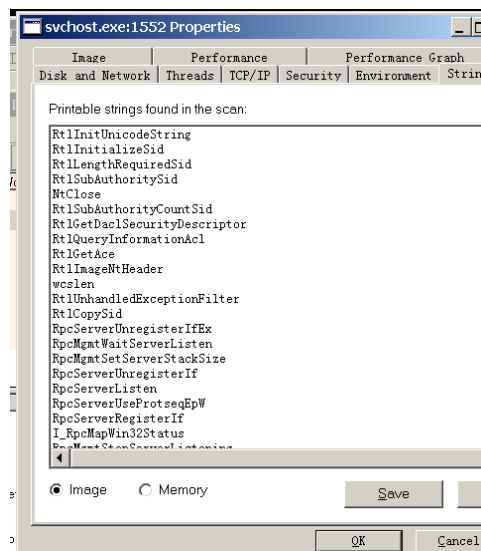 svchost.exe:1552 Properties
Image Performance Performance Graph
Disk and Network Threads TCP/IP Security Environment Strin
Printable strings found in the scan:
RtlInitUnicodeString
RtlInitializeSid
RtlLengthRequiredSid
RtlSubAuthoritySid
NtClose
RtlSubAuthorityCountSid
RtlGetDaclSecurityDescriptor
RtlQueryInformationAcl
RtlGetAce
RtlImageNtHeader
wcslen
RtlUnhandledExceptionFilter
RtlCopySid
RpcServerUnregisterIfEx
RpcMgmtWaitServerListen
RpcMgmtSetServerStackSize
RpcServerUnregisterIf
RpcServerListen
RpcServerUseProtseqEpW
RpcServerRegisterIf
I_RpcMapWin32Status
RpcMgmtStopServerListening
Image Memory Save
OK Cancel